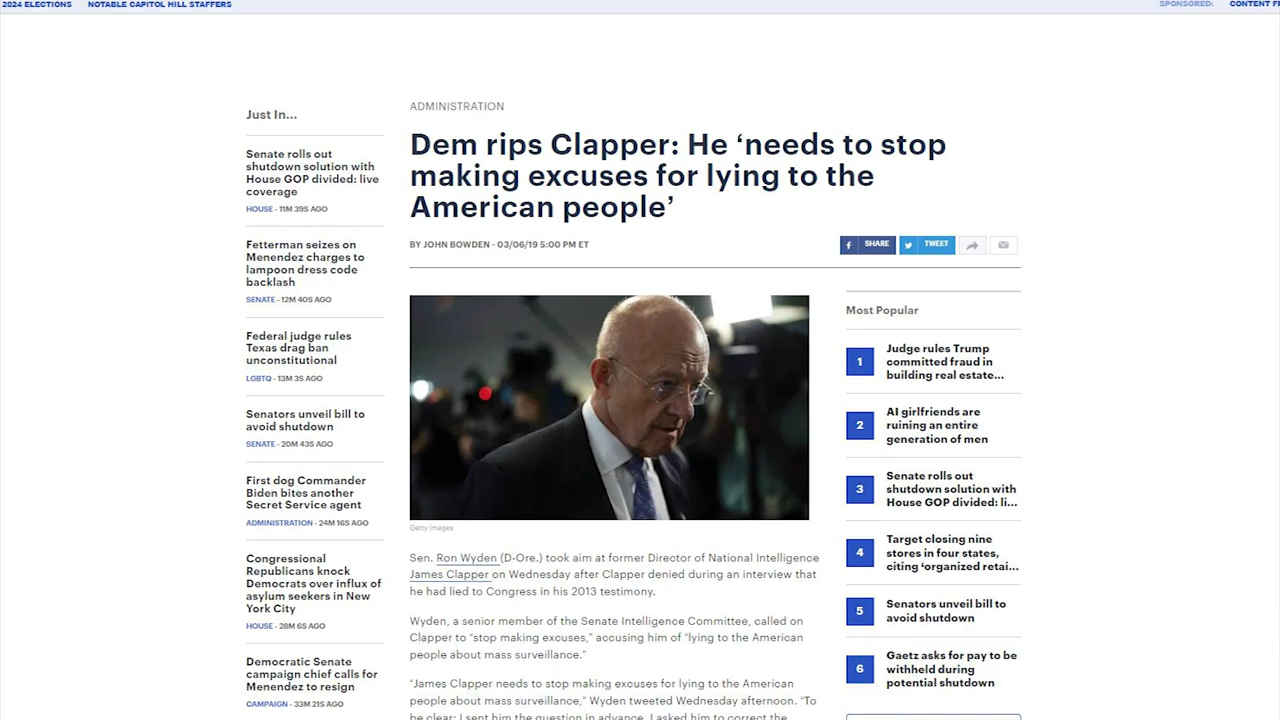 2024 ELECTIONS
NOTABLE CAPITOL HILL STAFFERS
SPONSORED:
CONTENT
Just In...
Senate rolls out
shutdown solution with
House GOP divided: live
coverage
HOUSE - 11M 39S AGO
Fetterman seizes on
Menendez charges to
lampoon dress code
backlash
SENATE - 12M 40S AGO
Federal judge rules
Texas drag ban
unconstitutional
LGBTQ - 13M 3S AGO
Senators unveil bill to
avoid shutdown
SENATE - 20M 43S AGO
First dog Commander
Biden bites another
Secret Service agent
ADMINISTRATION - 24M 16S AGO
Congressional
Republicans knock
Democrats over influx of
asylum seekers in New
York City
HOUSE - 28M 6S AGO
Democratic Senate
campaign chief calls for
Menendez to resign
CAMPAIGN - 33M 21S AGO
ADMINISTRATION
Dem rips Clapper: He ‘needs to stop
making excuses for lying to the
American people’
BY JOHN BOWDEN - 03/06/19 5:00 PM ET
SHARE
TWEET
Getty Images
Sen. Ron Wyden (D-Ore.) took aim at former Director of National Intelligence
James Clapper on Wednesday after Clapper denied during an interview that
he had lied to Congress in his 2013 testimony.
Wyden, a senior member of the Senate Intelligence Committee, called on
Clapper to “stop making excuses,” accusing him of “lying to the American
people about mass surveillance.”
“James Clapper needs to stop making excuses for lying to the American
people about mass surveillance,” Wyden tweeted Wednesday afternoon. “To
be clear: I sent him the question in advance. I asked him to correct the
Most Popular
1
Judge rules Trump
committed fraud in
building real estate...
2
AI girlfriends are
ruining an entire
generation of men
3
Senate rolls out
shutdown solution with
House GOP divided: li...
4
Target closing nine
stores in four states,
citing ‘organized retai...
5
Senators unveil bill to
avoid shutdown
6
Gaetz asks for pay to be
withheld during
potential shutdown